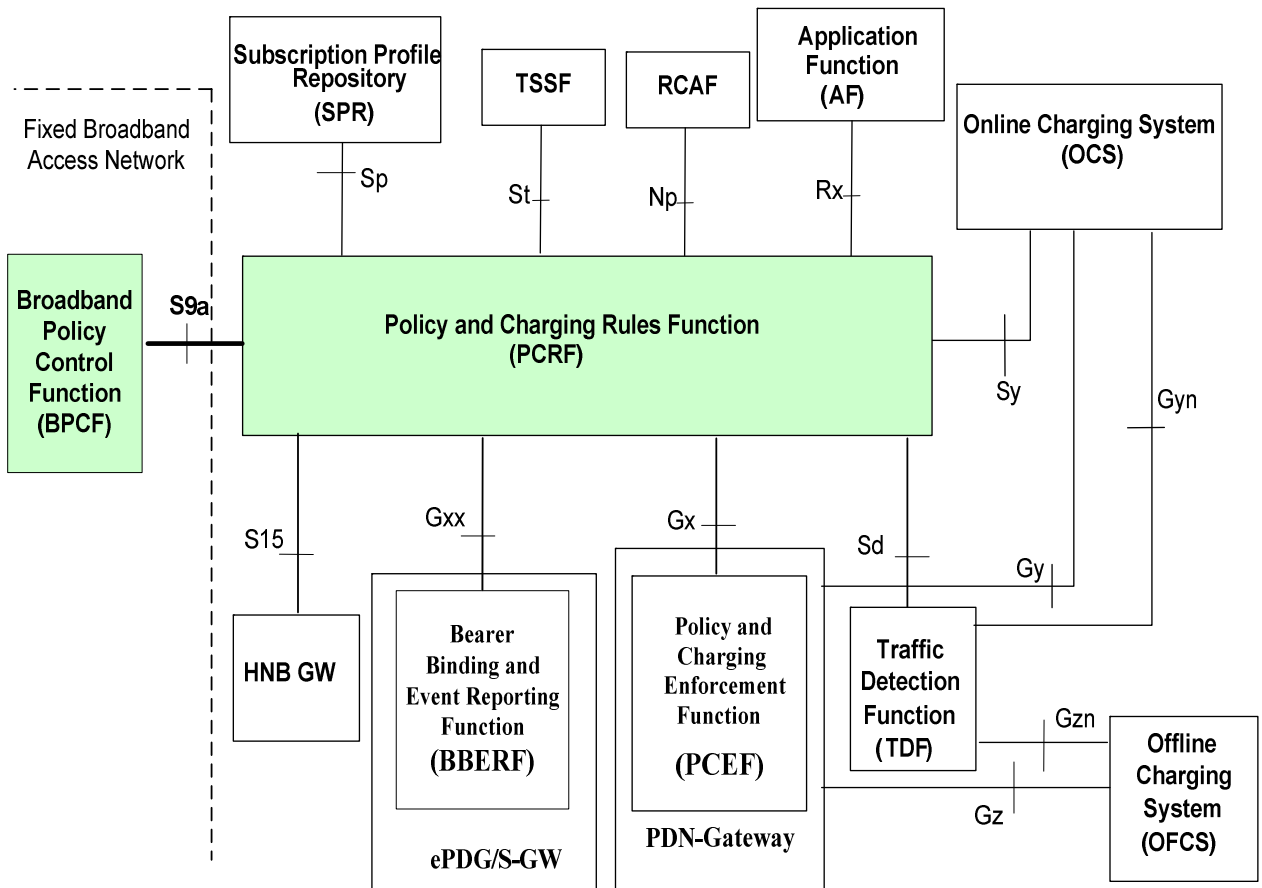 Subscription Profile
Repository
(SPR)
TSSF
RCAF
Application
Function
(AF)
Online Charging System
(OCS)
Fixed Broadband
Access Network
Sp
St
Np
Rx
Broadband
Policy
Control
Function
(BPCF)
S9a
Policy and Charging Rules Function
(PCRF)
Sy
Gyn
S15
Gxx
Gx
Sd
Gy
HNB GW
Bearer
Binding and
Event Reporting
Function
(BBERF)
ePDG/S-GW
Policy and
Charging
Enforcement
Function
(PCEF)
PDN-Gateway
Traffic
Detection
Function
(TDF)
Gzn
Gz
Offline
Charging
System
(OFCS)